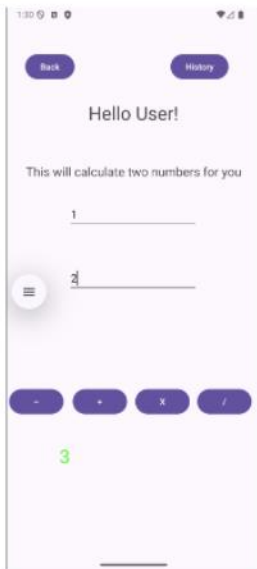 1:30
Back History
Hello User!
This will calculate two numbers for you
1
2
- + X /
3